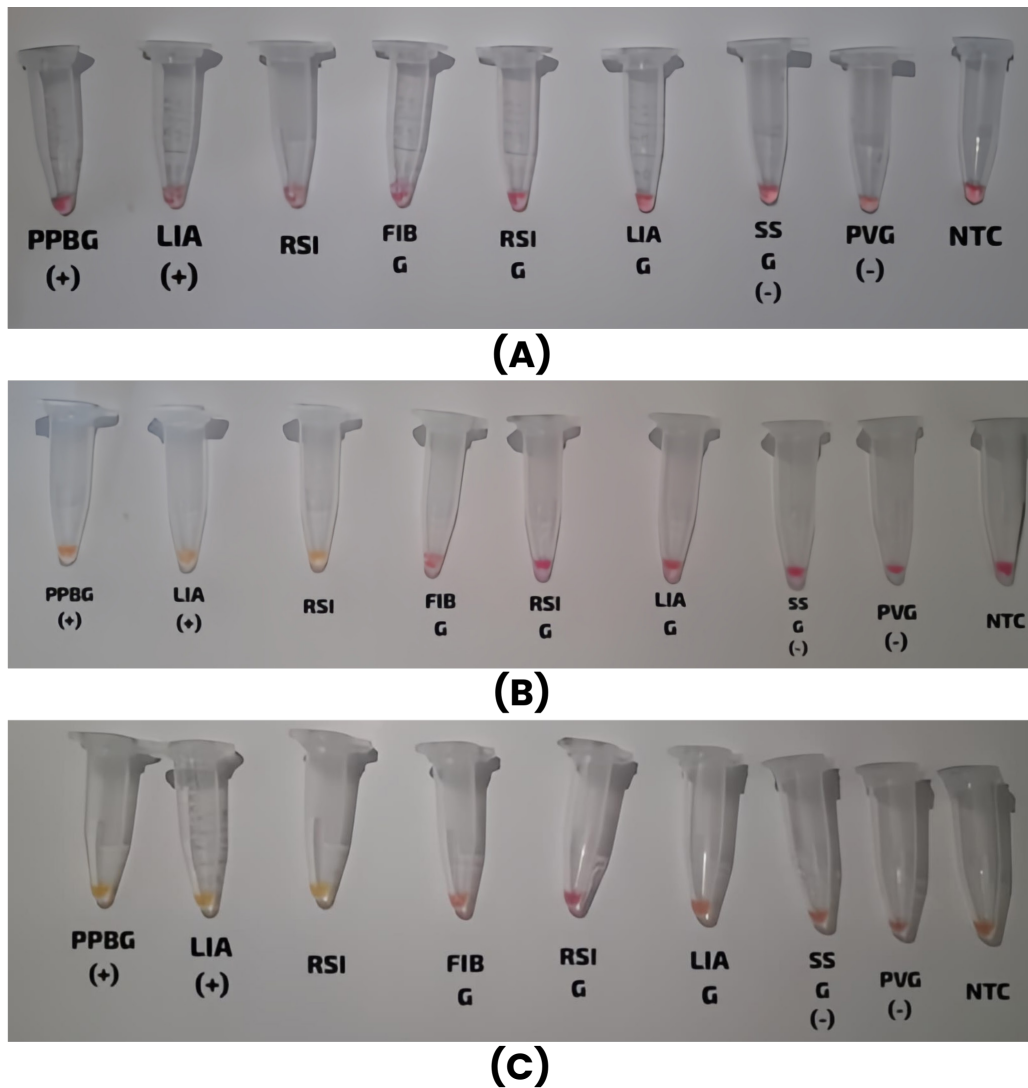 PPBG
(+)
LIA
(+)
RSI
FIB
G
RSI
G
LIA
G
SS
G
(-)
PVG
(-)
NTC
(A)
PPBG
(+)
LIA
(+)
RSI
FIB
G
RSI
G
LIA
G
SS
G
(-)
PVG
(-)
NTC
(B)
PPBG
(+)
LIA
(+)
RSI
FIB
G
RSI
G
LIA
G
SS
G
(-)
PVG
(-)
NTC
(C)